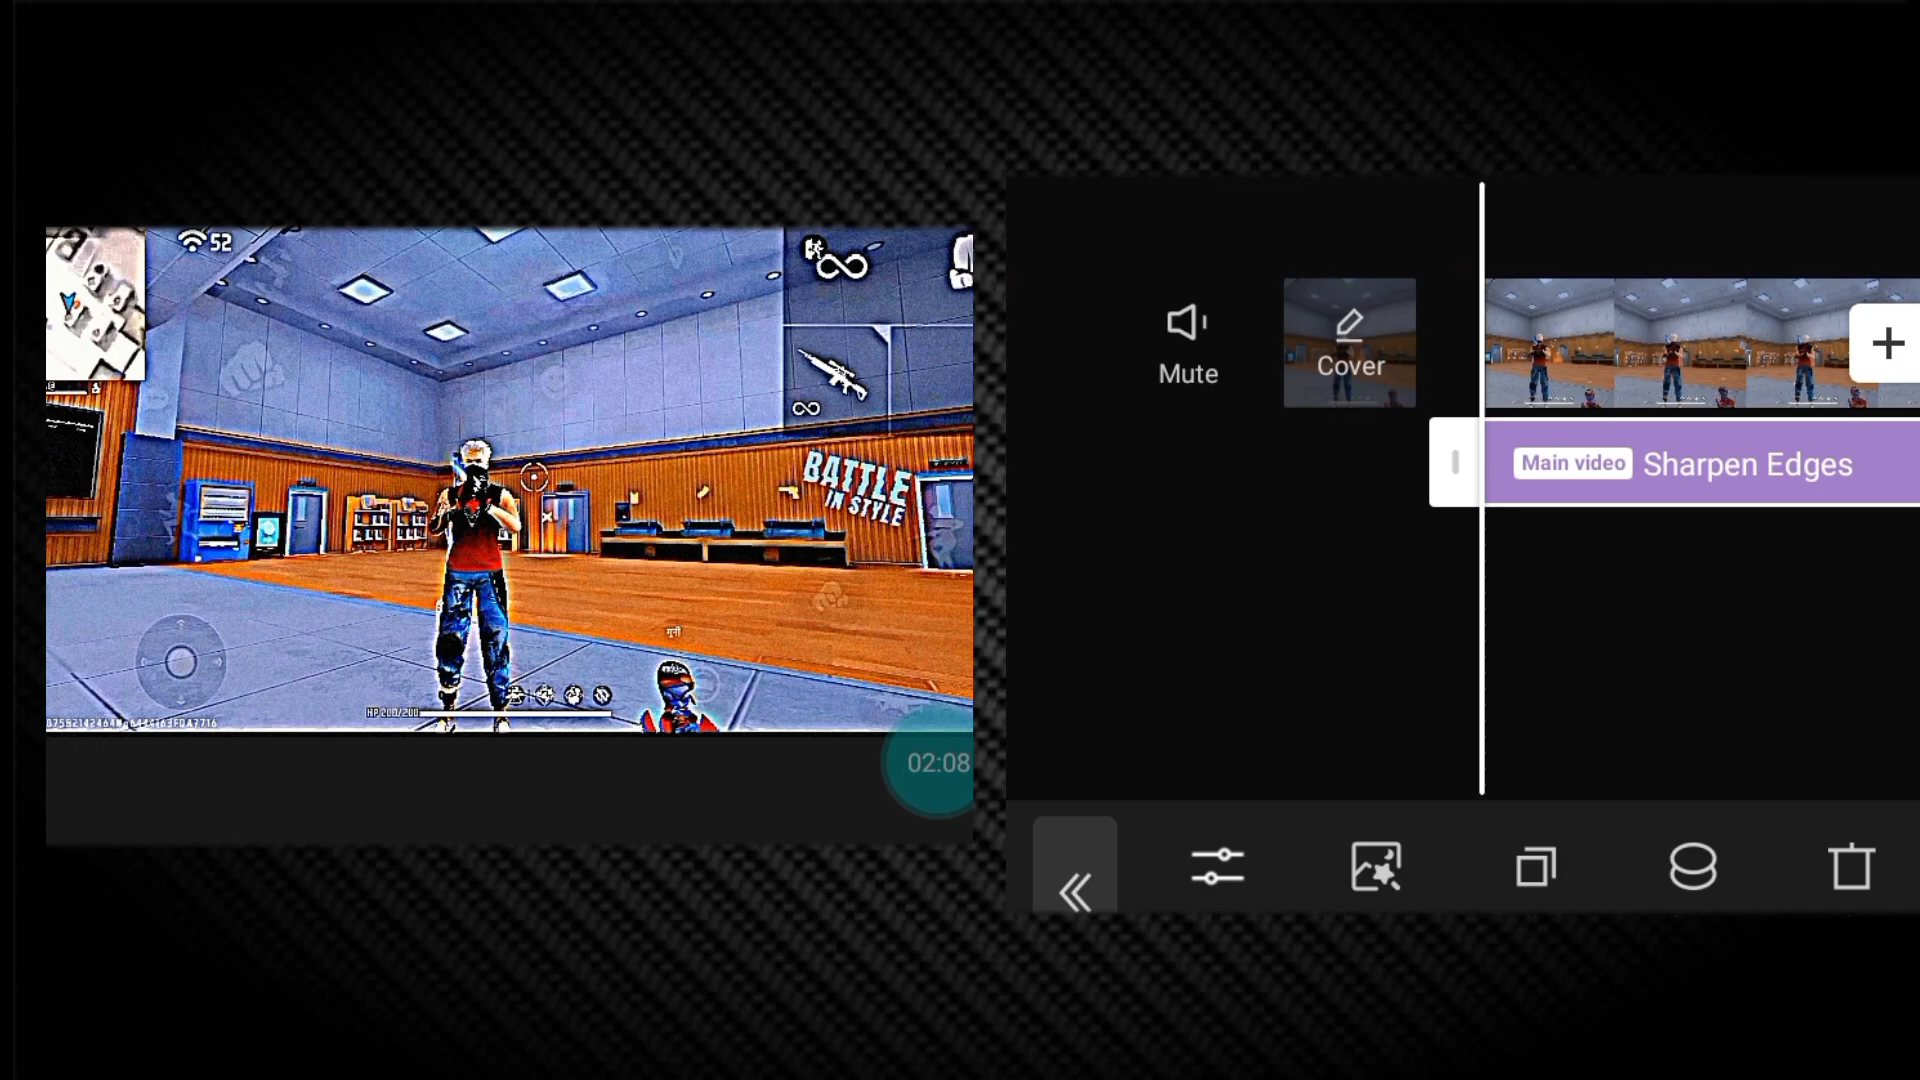 52
BATTLE
IN STYLE
गुनी
HP 200/200
02:08
Mute
Cover
Main video Sharpen Edges